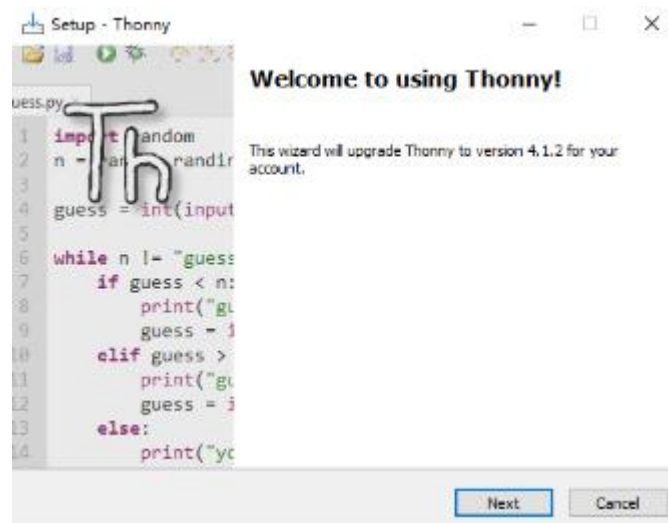 Setup - Thonny
uess.py
Th
Welcome to using Thonny!
This wizard will upgrade Thonny to version 4.1.2 for your
account.
1 import random
2 n = randir
3
4 guess = int(input
5
6 while n != "guess
7 if guess < n:
8 print("gu
9 guess = i
10 elif guess >
11 print("gu
12 guess = i
13 else:
14 print("yo
Next
Cancel